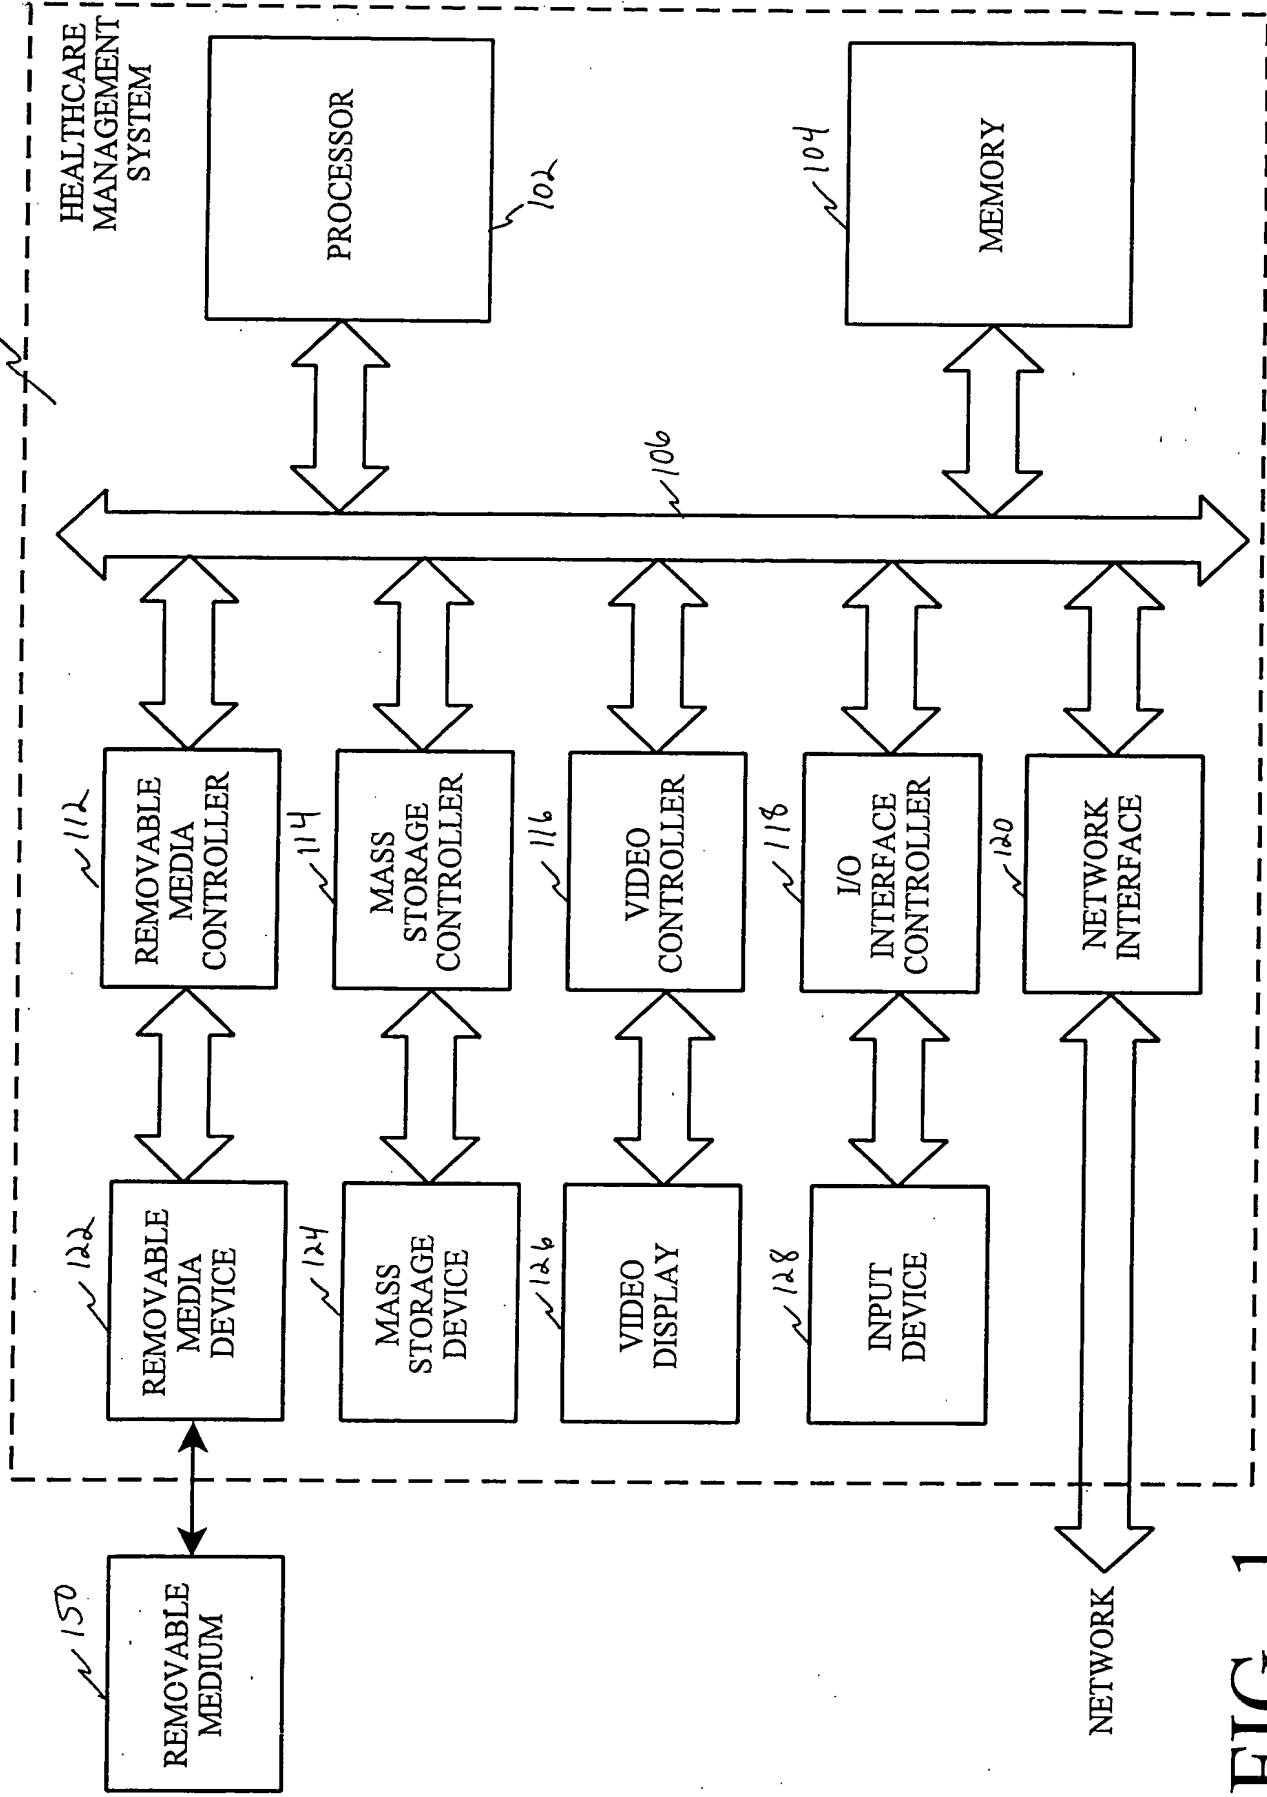 HEALTHCARE
MANAGEMENT
SYSTEM
PROCESSOR
102
104
MEMORY
106
112
REMOVABLE
MEDIA
CONTROLLER
114
MASS
STORAGE
CONTROLLER
116
VIDEO
CONTROLLER
118
I/O
INTERFACE
CONTROLLER
120
NETWORK
INTERFACE
122
REMOVABLE
MEDIA
DEVICE
124
MASS
STORAGE
DEVICE
126
VIDEO
DISPLAY
128
INPUT
DEVICE
150
REMOVABLE
MEDIUM
NETWORK
FIG. 1